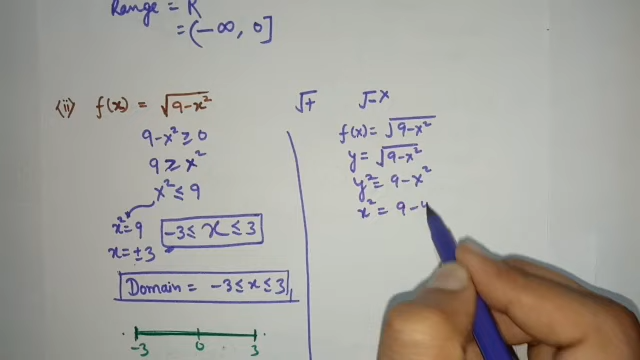 Range = R
= (-∞, 0]
(ii) f(x) = √9-x²
9-x² ≥ 0
9 ≥ x²
x² ≤ 9
x² = 9
x = ±3
-3 ≤ x ≤ 3
Domain = -3 ≤ x ≤ 3
-3 0 3
√+ √- x
f(x) = √9-x²
y = √9-x²
y² = 9-x²
x² = 9-